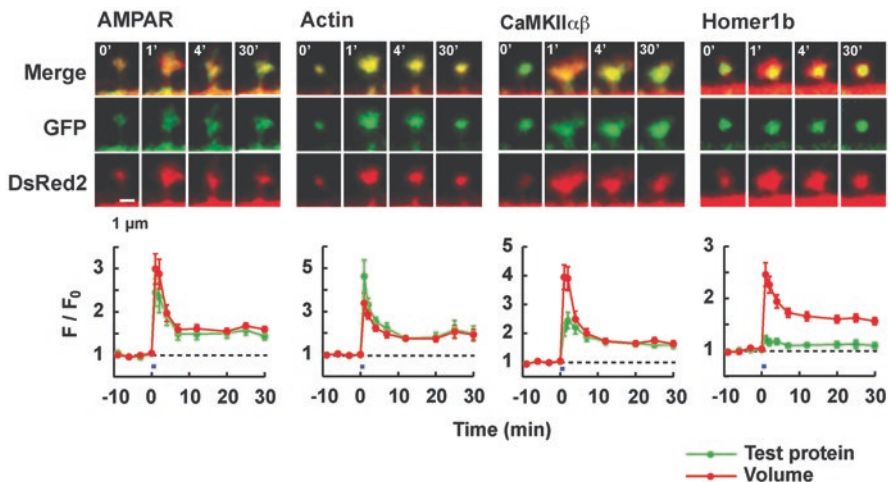 AMPAR Actin CaMKIIαβ Homer1b
0' 1' 4' 30' 0' 1' 4' 30' 0' 1' 4' 30' 0' 1' 4' 30'
Merge
GFP
DsRed2
1 μm
F / F0
3 5 5 3
4
2 3 3 2
2
1 1 1 1
-10 0 10 20 30 -10 0 10 20 30 -10 0 10 20 30 -10 0 10 20 30
Time (min)
Test protein
Volume